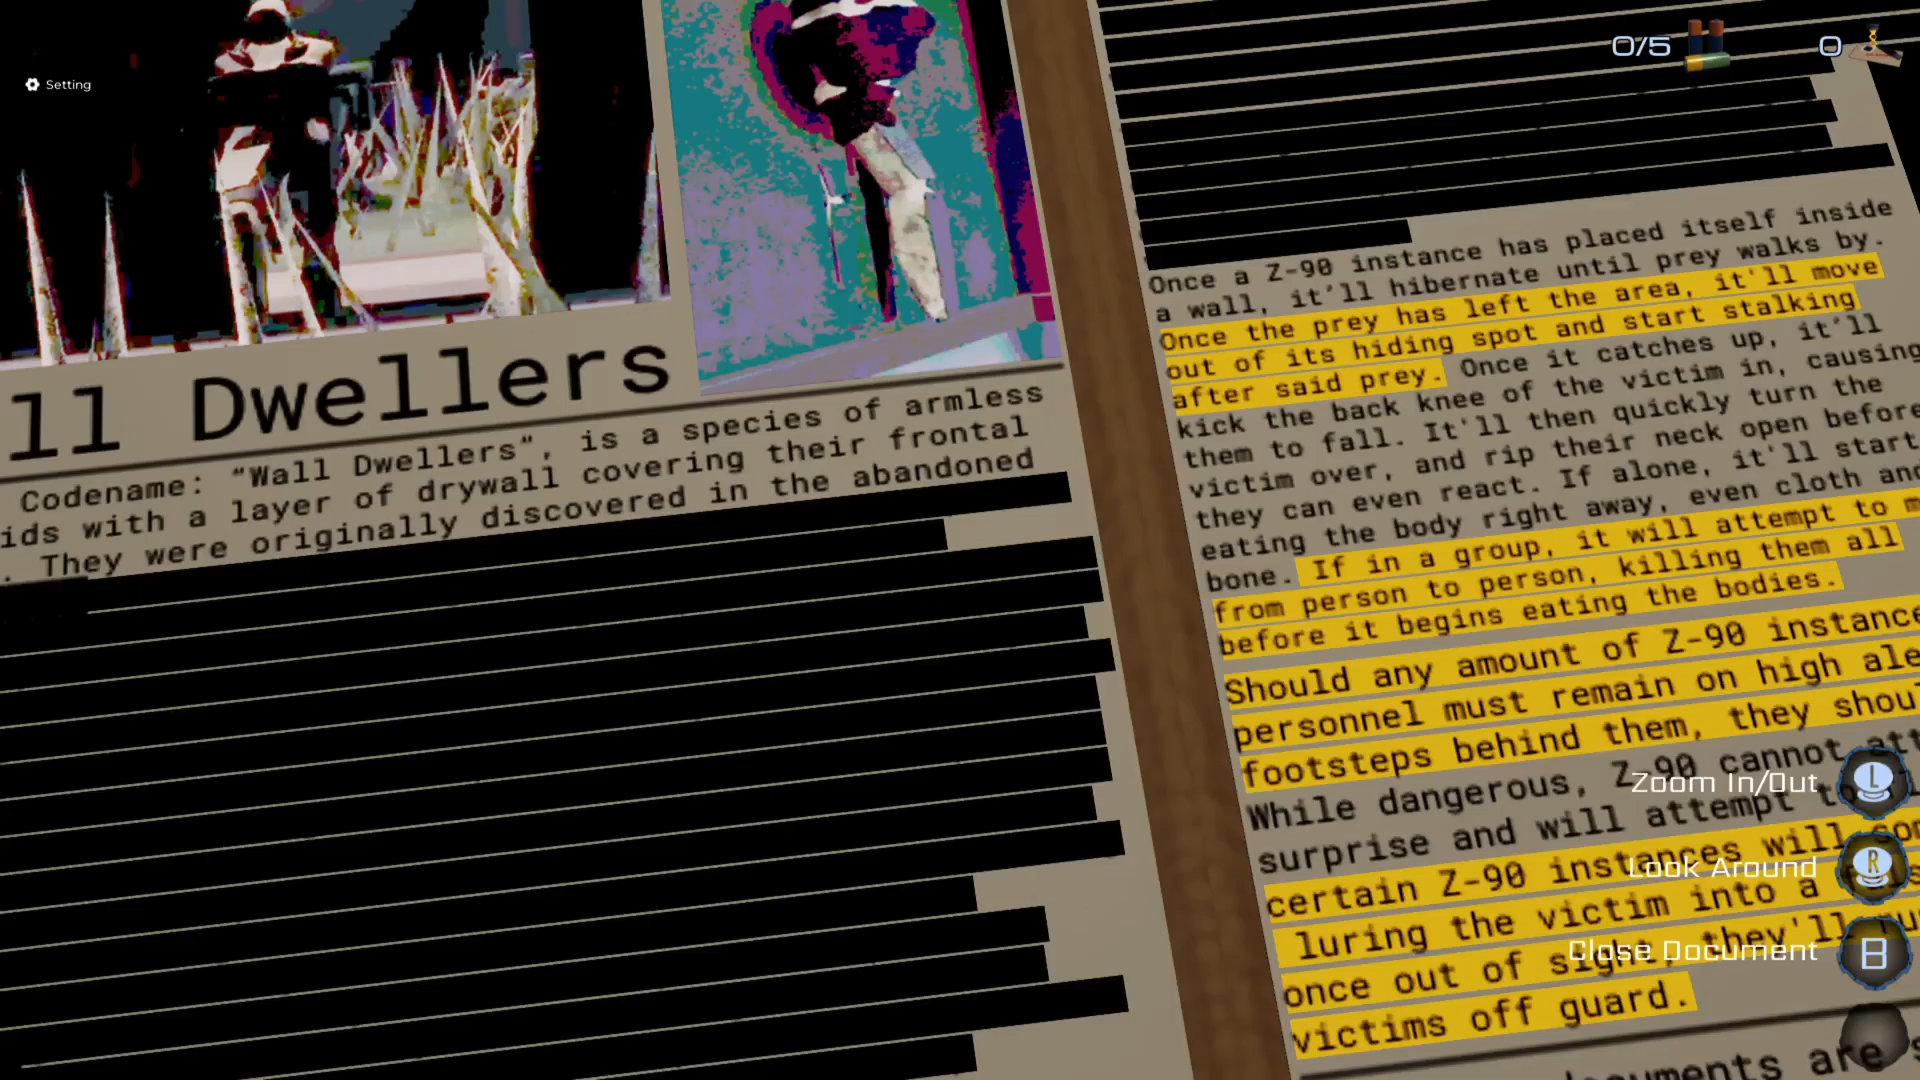 Setting
0/5
0
ll Dwellers
Codename: "Wall Dwellers", is a species of armless
ids with a layer of drywall covering their frontal
. They were originally discovered in the abandoned
Once a Z-90 instance has placed itself inside
a wall, it'll hibernate until prey walks by.
Once the prey has left the area, it'll move
out of its hiding spot and start stalking
after said prey. Once it catches up, it'll
kick the back knee of the victim in, causing
them to fall. It'll then quickly turn the
victim over, and rip their neck open before
they can even react. If alone, it'll start
eating the body right away, even cloth and
bone. If in a group, it will attempt to m
from person to person, killing them all
before it begins eating the bodies.
Should any amount of Z-90 instance
personnel must remain on high ale
footsteps behind them, they shoul
While dangerous, Z-90 cannot att
surprise and will attempt to
certain Z-90 instances will con
luring the victim into a
once out of sight, they'll
victims off guard.
Zoom In/Out
L
Look Around
R
Close Document
B
are